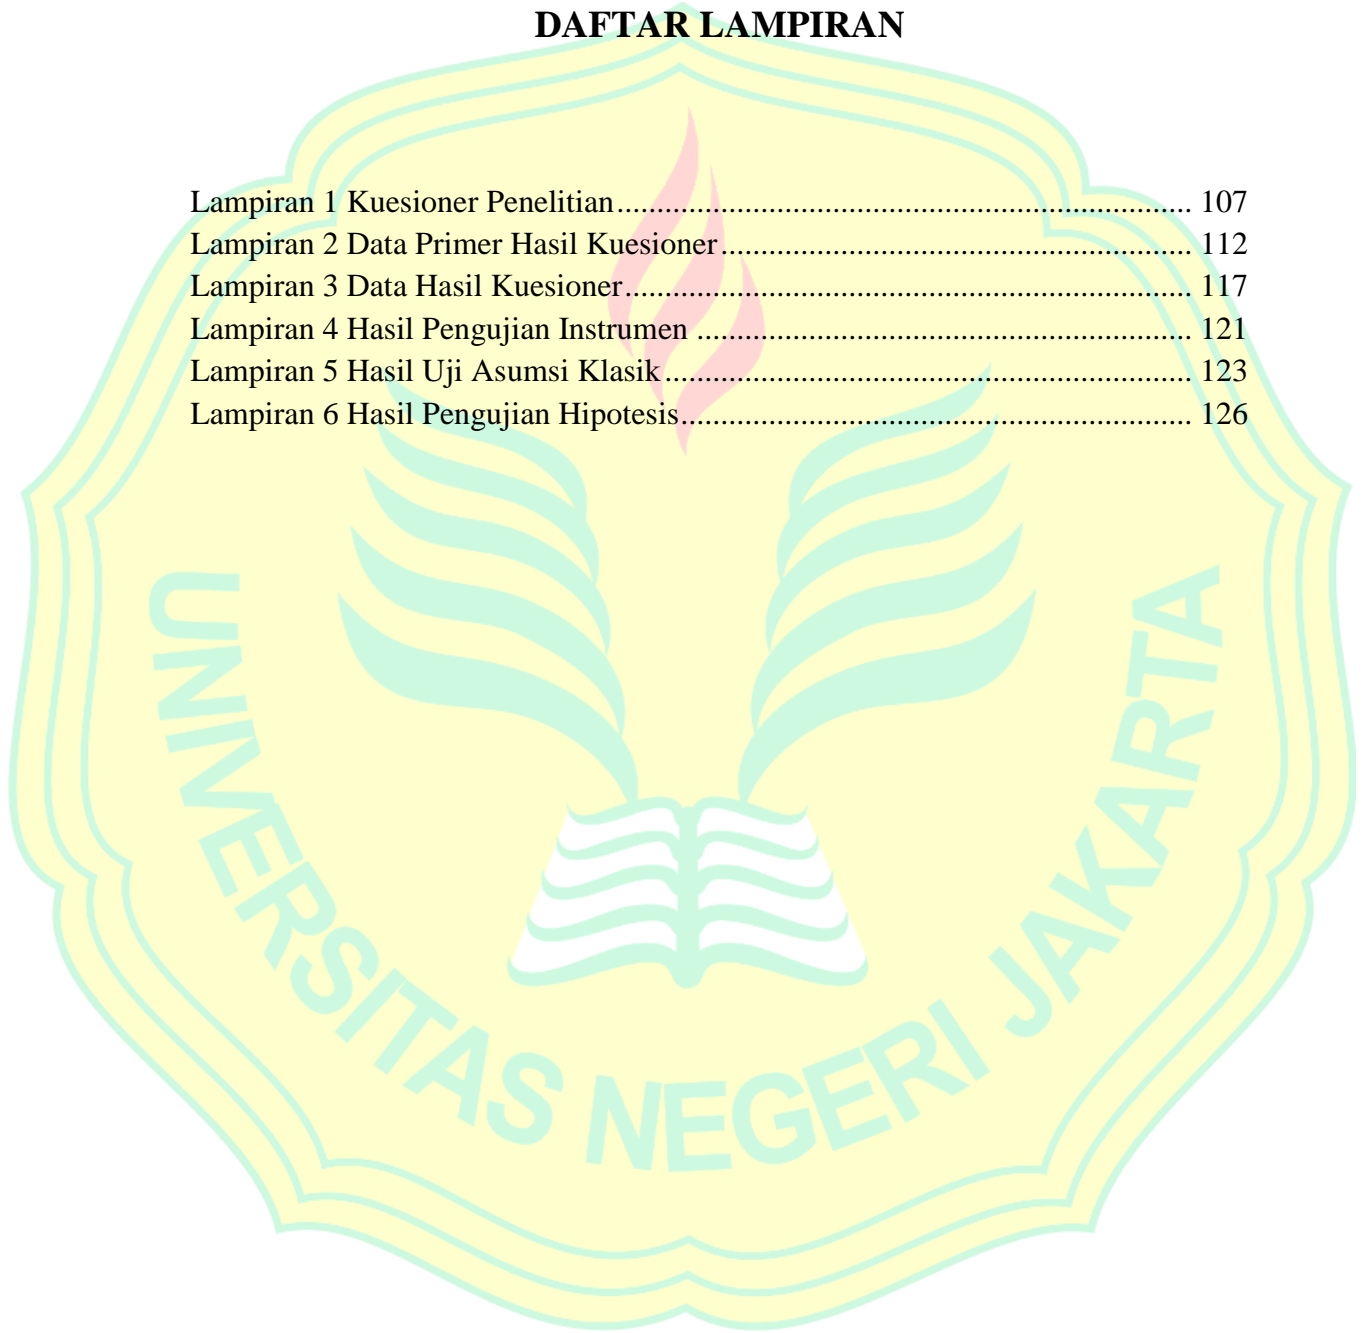 DAFTAR LAMPIRAN
Lampiran 1 Kuesioner Penelitian.................................................................... 107
Lampiran 2 Data Primer Hasil Kuesioner........................................................ 112
Lampiran 3 Data Hasil Kuesioner................................................................... 117
Lampiran 4 Hasil Pengujian Instrumen ........................................................... 121
Lampiran 5 Hasil Uji Asumsi Klasik............................................................... 123
Lampiran 6 Hasil Pengujian Hipotesis............................................................. 126
UNIVERSITAS NEGERI JAKARTA